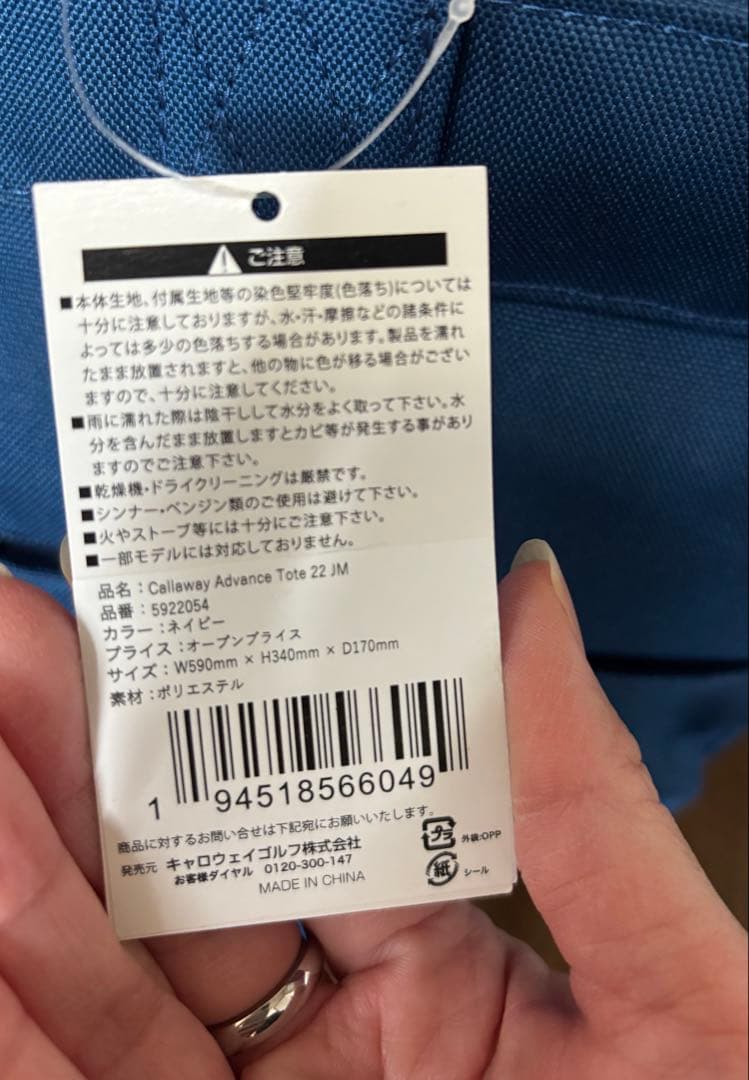 ご注意
■本体生地、付属生地等の染色堅牢度(色落ち)については
十分に注意しておりますが、水・汗・摩擦などの諸条件に
よっては多少の色落ちする場合があります。製品を濡れ
たまま放置されますと、他の物に色が移る場合がござい
ますので、十分に注意してください。
■雨に濡れた際は陰干しして水分をよく取って下さい。水
分を含んだまま放置しますとカビ等が発生する事があり
ますのでご注意下さい。
■乾燥機・ドライクリーニングは厳禁です。
■シンナー・ベンジン類のご使用は避けて下さい。
■火やストーブ等には十分にご注意下さい。
■一部モデルには対応しておりません。
品名：Callaway Advance Tote 22 JM
品番：5922054
カラー：ネイビー
プライス：オープンプライス
サイズ：W590mm × H340mm × D170mm
素材：ポリエステル
1 94518566049
商品に対するお問い合せは下記宛にお願いいたします。
発売元 キャロウェイゴルフ株式会社
お客様ダイヤル 0120-300-147
MADE IN CHINA
プラ 外装:OPP
紙 シール